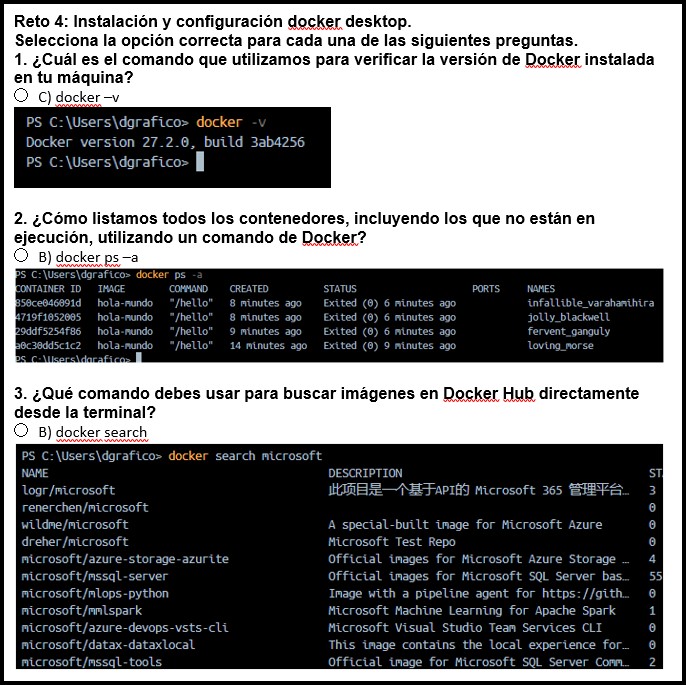 Reto 4: Instalación y configuración docker desktop.
Selecciona la opción correcta para cada una de las siguientes preguntas.
1. ¿Cuál es el comando que utilizamos para verificar la versión de Docker instalada
en tu máquina?
C) docker –v
PS C:\Users\dgrafico> docker -v
Docker version 27.2.0, build 3ab4256
PS C:\Users\dgrafico>
2. ¿Cómo listamos todos los contenedores, incluyendo los que no están en
ejecución, utilizando un comando de Docker?
B) docker ps –a
PS C:\Users\dgrafico> docker ps -a
CONTAINER ID IMAGE COMMAND CREATED STATUS PORTS NAMES
850ce046091d hola-mundo "/hello" 8 minutes ago Exited (0) 6 minutes ago infallible_varahamihira
4719f1052005 hola-mundo "/hello" 8 minutes ago Exited (0) 6 minutes ago jolly_blackwell
29ddf5254f86 hola-mundo "/hello" 9 minutes ago Exited (0) 6 minutes ago fervent_ganguly
a0c30dd5c1c2 hola-mundo "/hello" 14 minutes ago Exited (0) 9 minutes ago loving_morse
PS C:\Users\dgrafico>
3. ¿Qué comando debes usar para buscar imágenes en Docker Hub directamente
desde la terminal?
B) docker search
PS C:\Users\dgrafico> docker search microsoft
NAME DESCRIPTION ST
logr/microsoft 此项目是一个基于API的 Microsoft 365 管理平台… 3
renerchen/microsoft 0
wildme/microsoft A special-built image for Microsoft Azure 0
dreher/microsoft Microsoft Test Repo 0
microsoft/azure-storage-azurite Official images for Microsoft Azure Storage … 4
microsoft/mssql-server Official images for Microsoft SQL Server bas… 55
microsoft/mlops-python Image with a pipeline agent for https://gith… 0
microsoft/mmlspark Microsoft Machine Learning for Apache Spark 1
microsoft/azure-devops-vsts-cli Microsoft Visual Studio Team Services CLI 0
microsoft/datax-dataxlocal This image contains the local experience for… 0
microsoft/mssql-tools Official image for Microsoft SQL Server Comm… 2